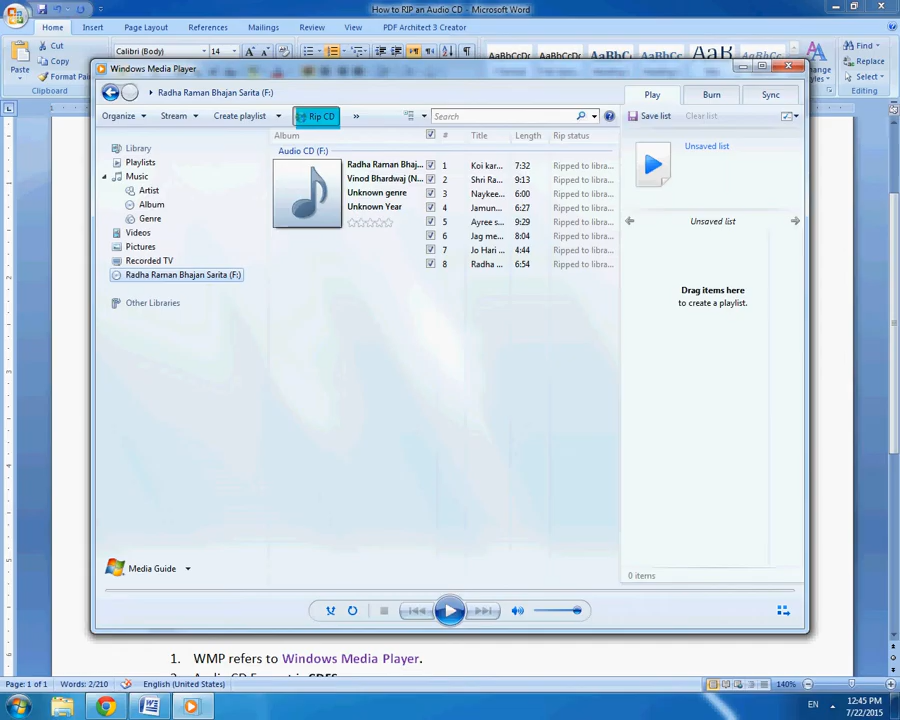 How to RIP an Audio CD - Microsoft Word
Home Insert Page Layout References Mailings Review View PDF Architect 3 Creator
Cut
Copy
Format Pa
Paste
Clipboard
Calibri (Body) 14
AaBbCcDc AaBbCcDc AaBbC AaBbCc AaB AaBbCc.
Find
Replace
Select
Editing
Windows Media Player
Radha Raman Bhajan Sarita (F:)
Organize Stream Create playlist Rip CD » Search
Play Burn Sync
Save list Clear list
Album # Title Length Rip status
Audio CD (F:)
Radha Raman Bhaj...
Vinod Bhardwaj (N...
Unknown genre
Unknown Year
1 Koi kar... 7:32 Ripped to libra...
2 Shri Ra... 9:13 Ripped to libra...
3 Naykee... 6:00 Ripped to libra...
4 Jamun... 6:27 Ripped to libra...
5 Ayree s... 9:29 Ripped to libra...
6 Jag me... 8:04 Ripped to libra...
7 Jo Hari ... 4:44 Ripped to libra...
8 Radha ... 6:54 Ripped to libra...
Library
Playlists
Music
Artist
Album
Genre
Videos
Pictures
Recorded TV
Radha Raman Bhajan Sarita (F:)
Other Libraries
Unsaved list
Unsaved list
Drag items here
to create a playlist.
0 items
Media Guide
1. WMP refers to Windows Media Player.
Page: 1 of 1 Words: 2/210 English (United States) 140%
EN
12:45 PM
7/22/2015